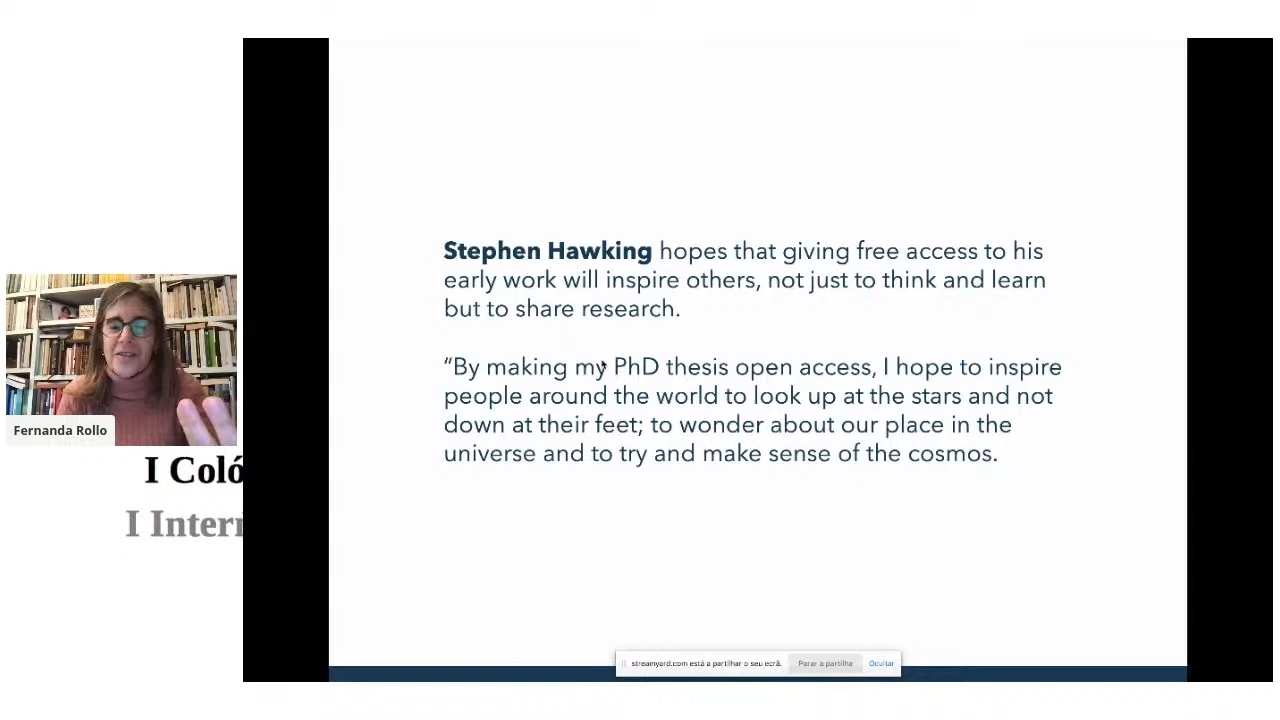 Stephen Hawking hopes that giving free access to his
early work will inspire others, not just to think and learn
but to share research.
“By making my PhD thesis open access, I hope to inspire
people around the world to look up at the stars and not
down at their feet; to wonder about our place in the
universe and to try and make sense of the cosmos.
Fernanda Rollo
I Coló
I Intern
streamyard.com está a partilhar o seu ecrã.
Parar a partilha
Ocultar